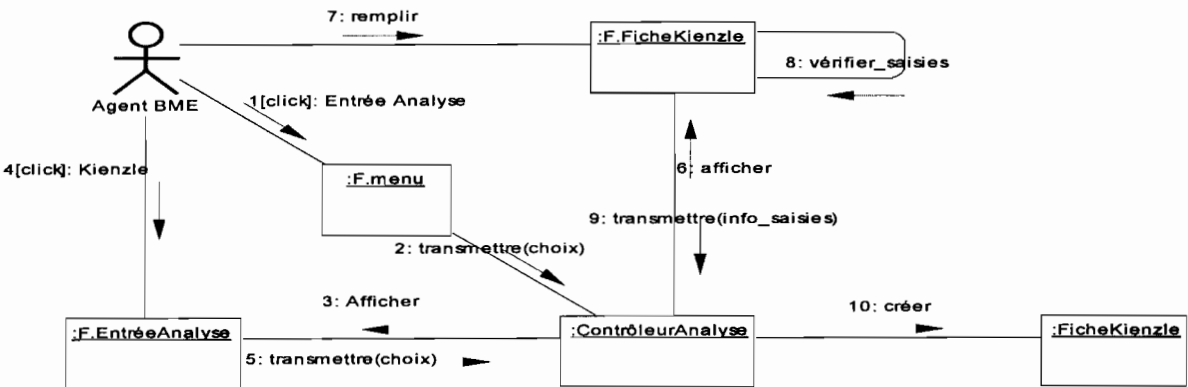 7: remplir
:F.FicheKienzle
8: vérifier_saisies
Agent BME
1[click]: Entrée Analyse
4[click]: Kienzle
:F.menu
6: afficher
9: transmettre(info_saisies)
2: transmettre(choix)
3: Afficher
10: créer
:F.EntréeAnalyse
:ContrôleurAnalyse
:FicheKienzle
5: transmettre(choix)